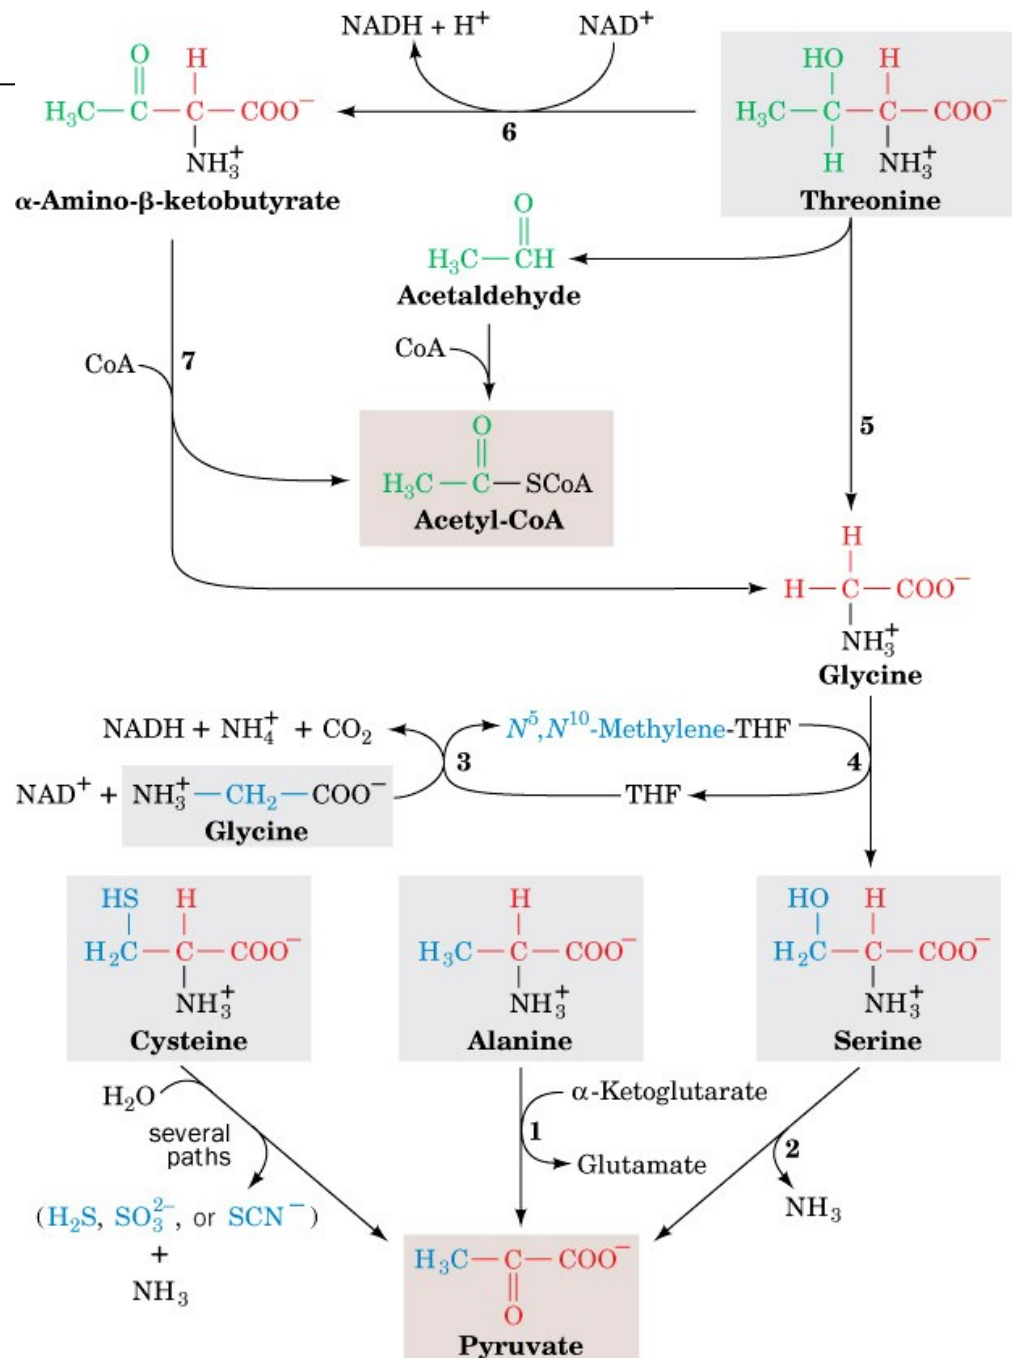 NADH + H⁺ NAD⁺
O H HO H
H₃C—C—C—COO⁻ 6 H₃C—C—C—COO⁻
NH₃⁺ H NH₃⁺
α-Amino-β-ketobutyrate Threonine
O
H₃C—CH
Acetaldehyde
CoA 7 CoA
O 5
H₃C—C—SCoA
Acetyl-CoA
H
H—C—COO⁻
NH₃⁺
Glycine
NADH + NH₄⁺ + CO₂ N⁵,N¹⁰-Methylene-THF
3 4
NAD⁺ + NH₃⁺—CH₂—COO⁻ THF
Glycine
HS H H HO H
H₂C—C—COO⁻ H₃C—C—COO⁻ H₂C—C—COO⁻
NH₃⁺ NH₃⁺ NH₃⁺
Cysteine Alanine Serine
H₂O α-Ketoglutarate
several 1 2
paths Glutamate
(H₂S, SO₃²⁻, or SCN⁻) NH₃
+
NH₃
H₃C—C—COO⁻
O
Pyruvate